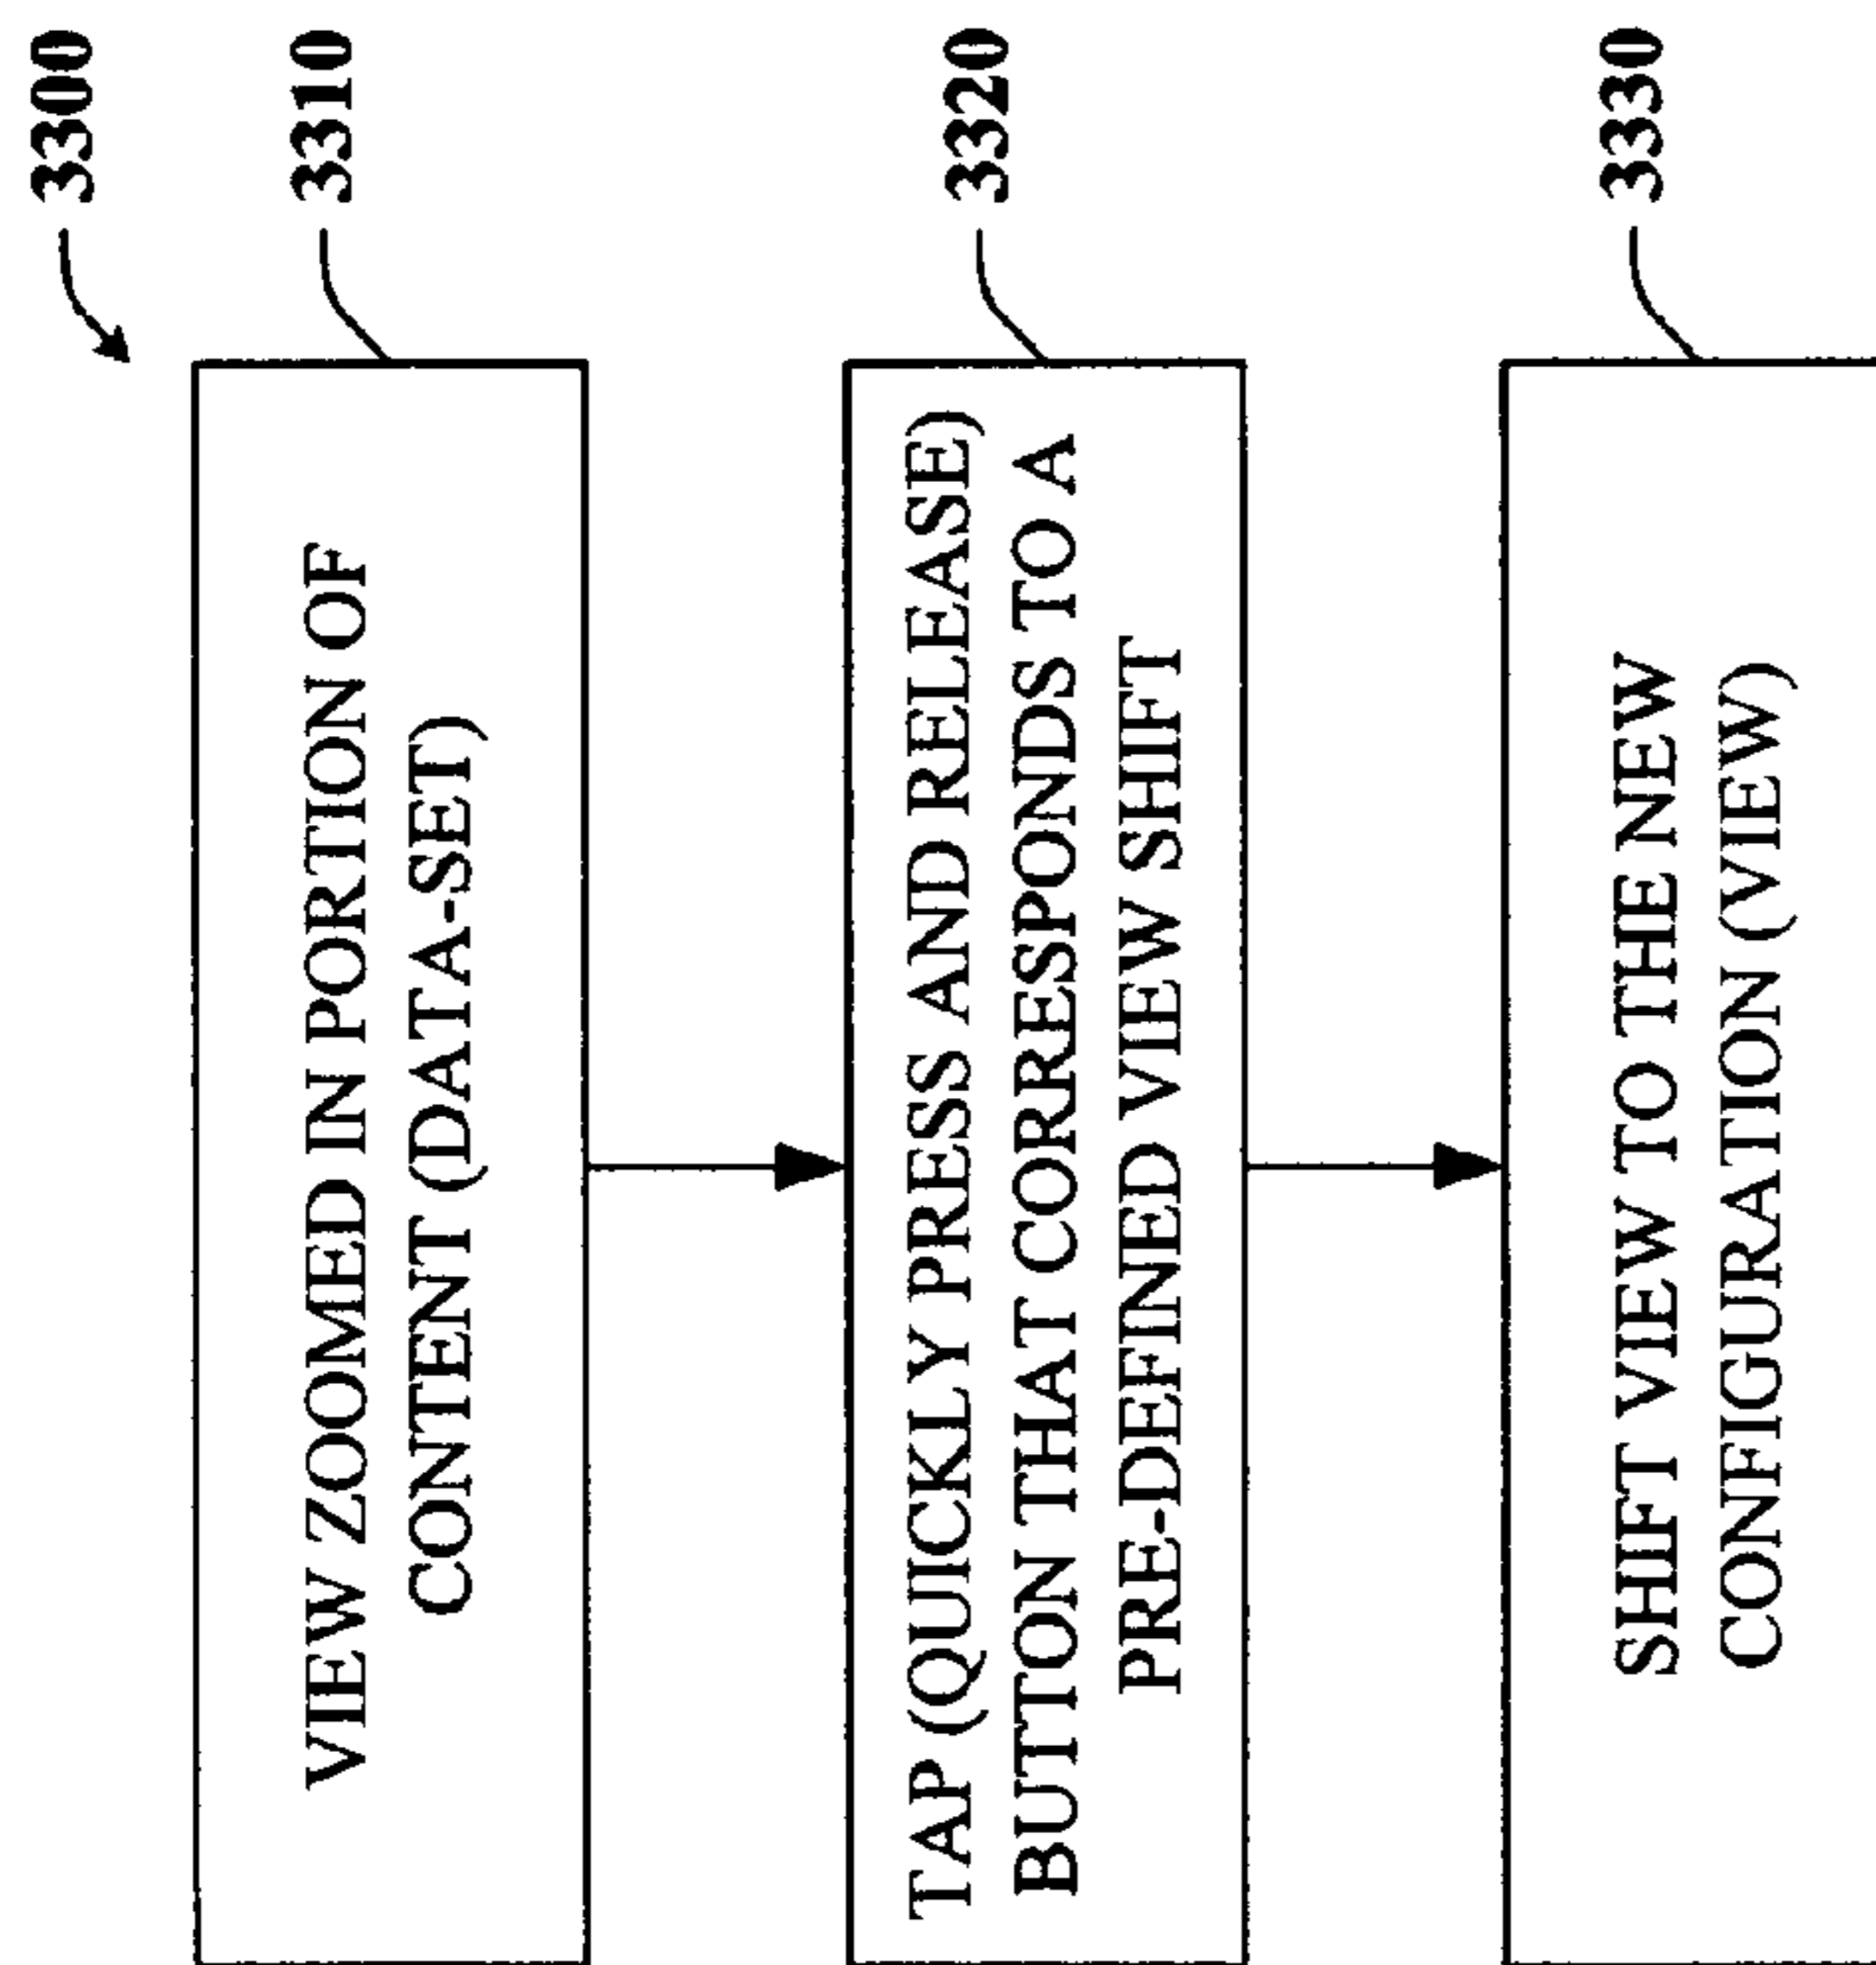 3300
3310
VIEW ZOOMED IN PORTION OF
CONTENT (DATA-SET)
3320
TAP (QUICKLY PRESS AND RELEASE)
BUTTON THAT CORRESPONDS TO A
PRE-DEFINED VIEW SHIFT
3330
SHIFT VIEW TO THE NEW
CONFIGURATION (VIEW)